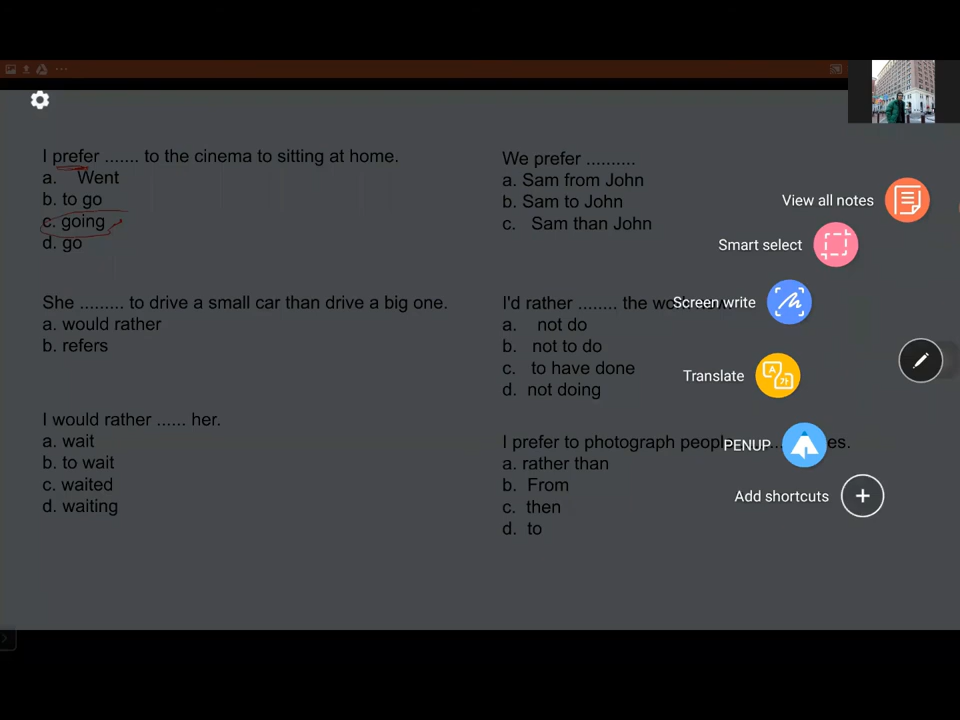 I prefer ....... to the cinema to sitting at home.
a. Went
b. to go
c. going
d. go
She ......... to drive a small car than drive a big one.
a. would rather
b. refers
I would rather ...... her.
a. wait
b. to wait
c. waited
d. waiting
We prefer ..........
a. Sam from John
b. Sam to John
c. Sam than John
I'd rather ........ the
a. not do
b. not to do
c. to have done
d. not doing
I prefer to photograph
a. rather than
b. From
c. then
d. to
View all notes
Smart select
Screen write
Translate
PENUP
Add shortcuts